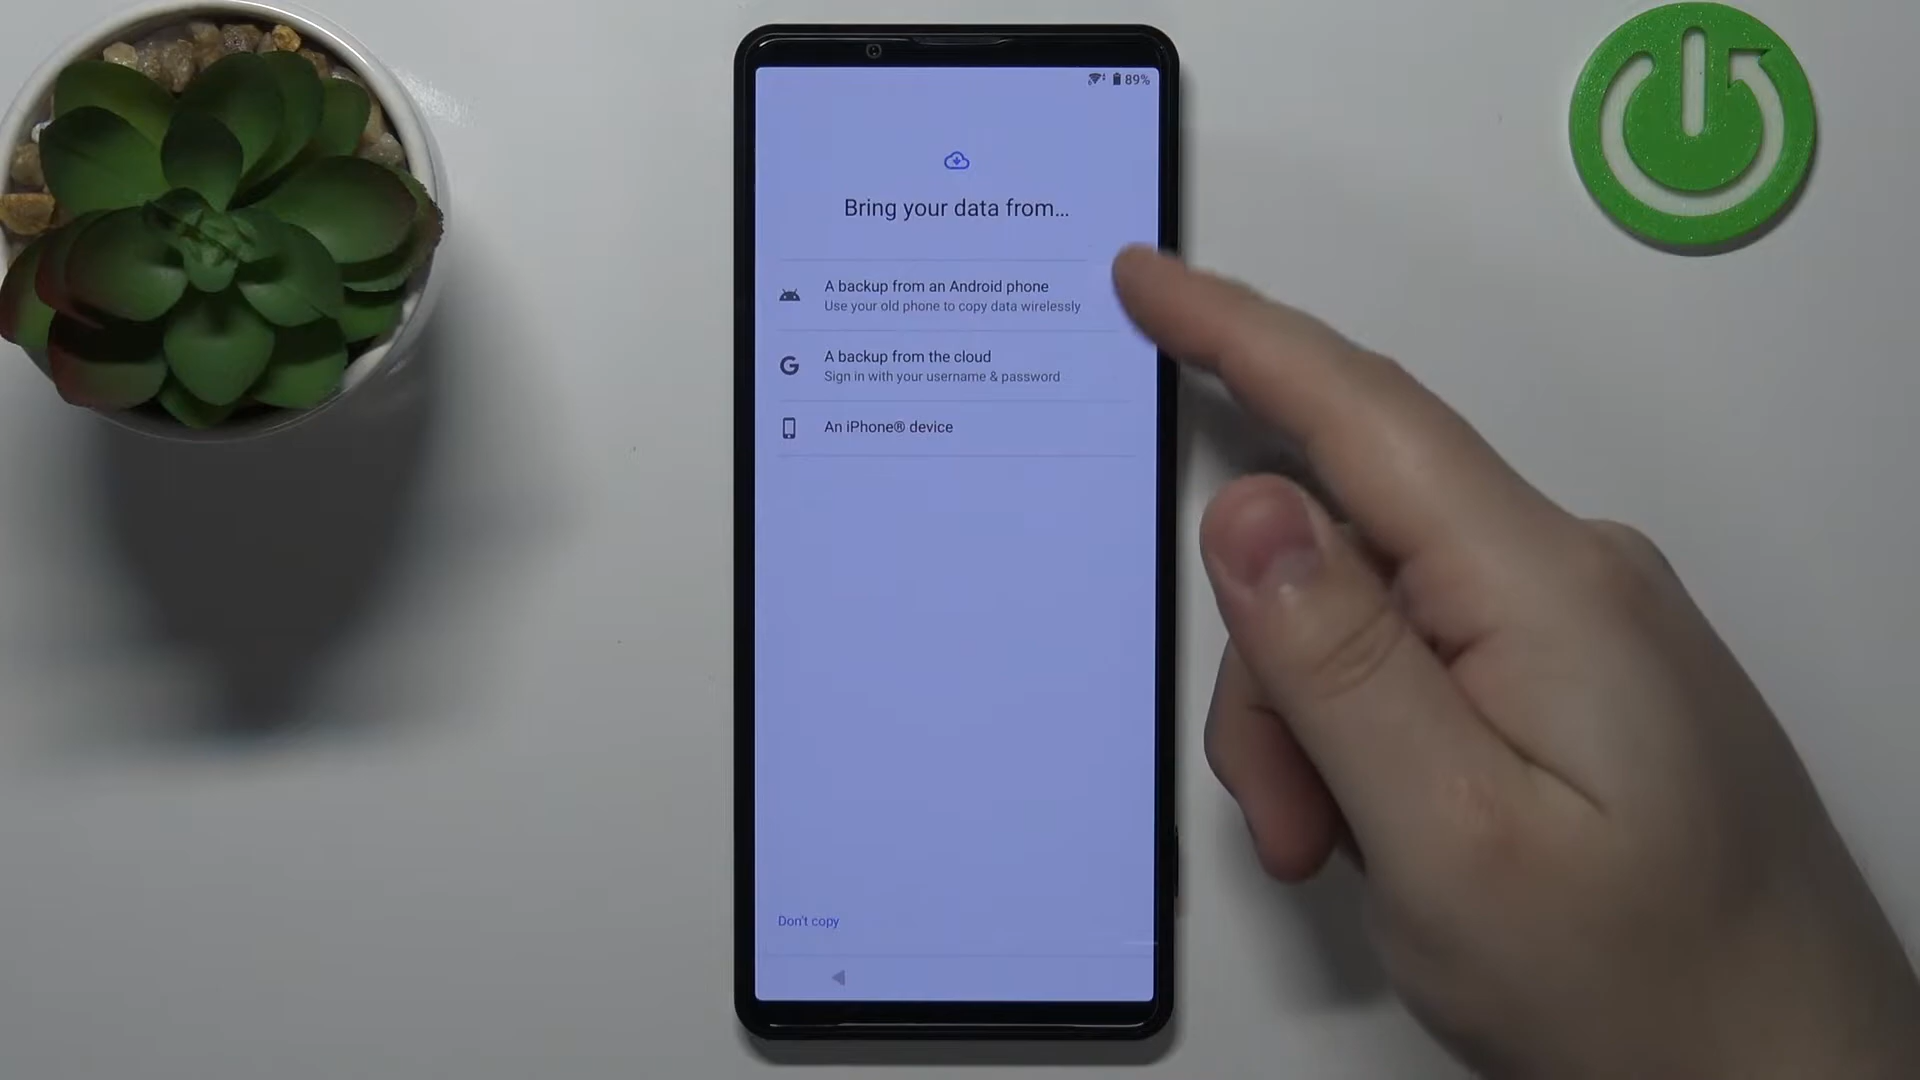 89%
Bring your data from...
A backup from an Android phone
Use your old phone to copy data wirelessly
A backup from the cloud
Sign in with your username & password
An iPhone® device
Don't copy